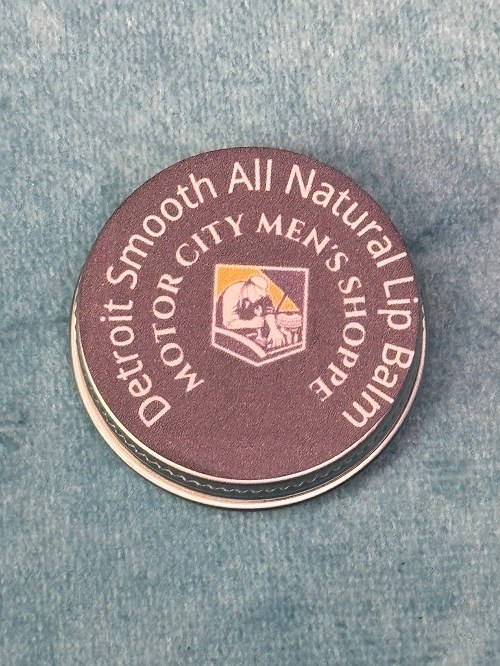 Detroit Smooth All Natural Lip Balm
MOTOR CITY MEN'S SHOPPE